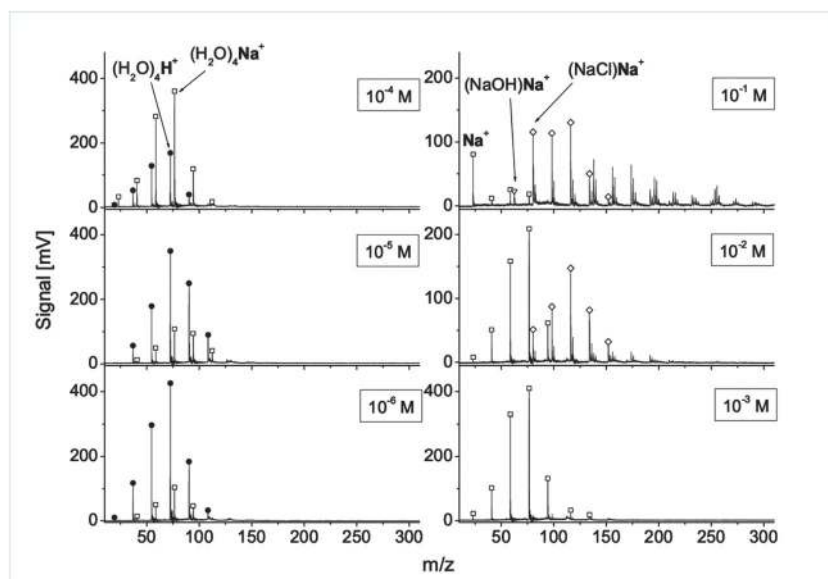 (H₂O)₄H⁺
(H₂O)₄Na⁺
10⁻⁴ M
400
200
0
(NaOH)Na⁺
(NaCl)Na⁺
Na⁺
10⁻¹ M
200
100
0
Signal [mV]
10⁻⁵ M
400
200
0
10⁻² M
200
100
0
10⁻⁶ M
400
200
0
10⁻³ M
400
200
0
50 100 150 200 250 300
50 100 150 200 250 300
m/z